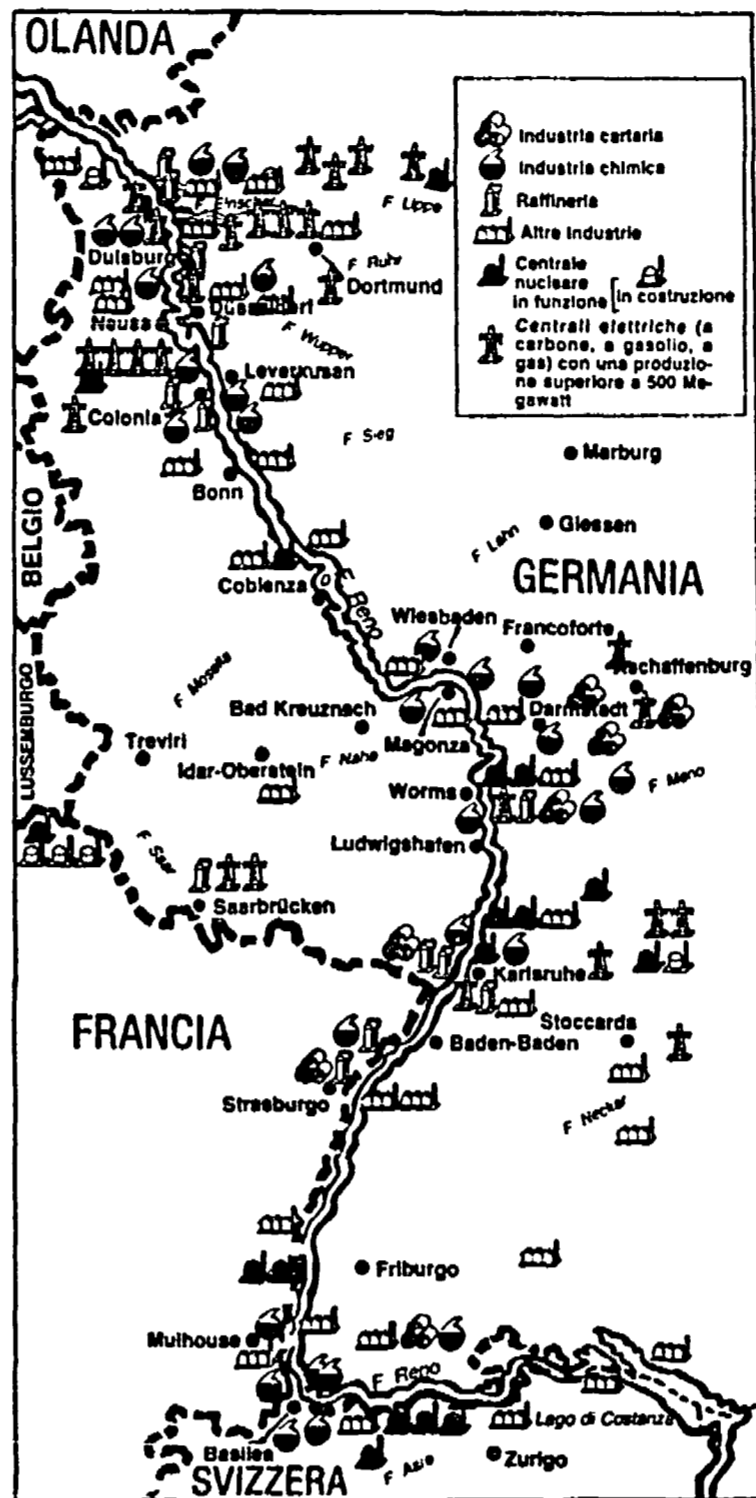 OLANDA
Industria cartaria
Industria chimica
Raffineria
Altre industrie
Centrale
nucleare
in funzione
in costruzione
Centrali elettriche (a
carbone, a gasolio, a
gas) con una produzio-
ne superiore a 500 Me-
gawatt
F Lippe
Duisburg
F Ruhr
Dortmund
Düsseldorf
Neuss
F Wupper
Leverkusen
Colonia
F Sieg
Marburg
Bonn
BELGIO
Giessen
F Lahn
GERMANIA
Coblenza
F Reno
Wiesbaden
Francoforte
Aschaffenburg
LUSSEMBURGO
F Mosella
Bad Kreuznach
Darmstadt
Treviri
Magonza
Idar-Oberstein
F Nahe
F Meno
Worms
F Saar
Ludwigshafen
Saarbrücken
Karlsruhe
FRANCIA
Stoccarda
Baden-Baden
Strasburgo
F Neckar
Friburgo
Mulhouse
F Reno
Lago di Costanza
Basilea
SVIZZERA
Zurigo